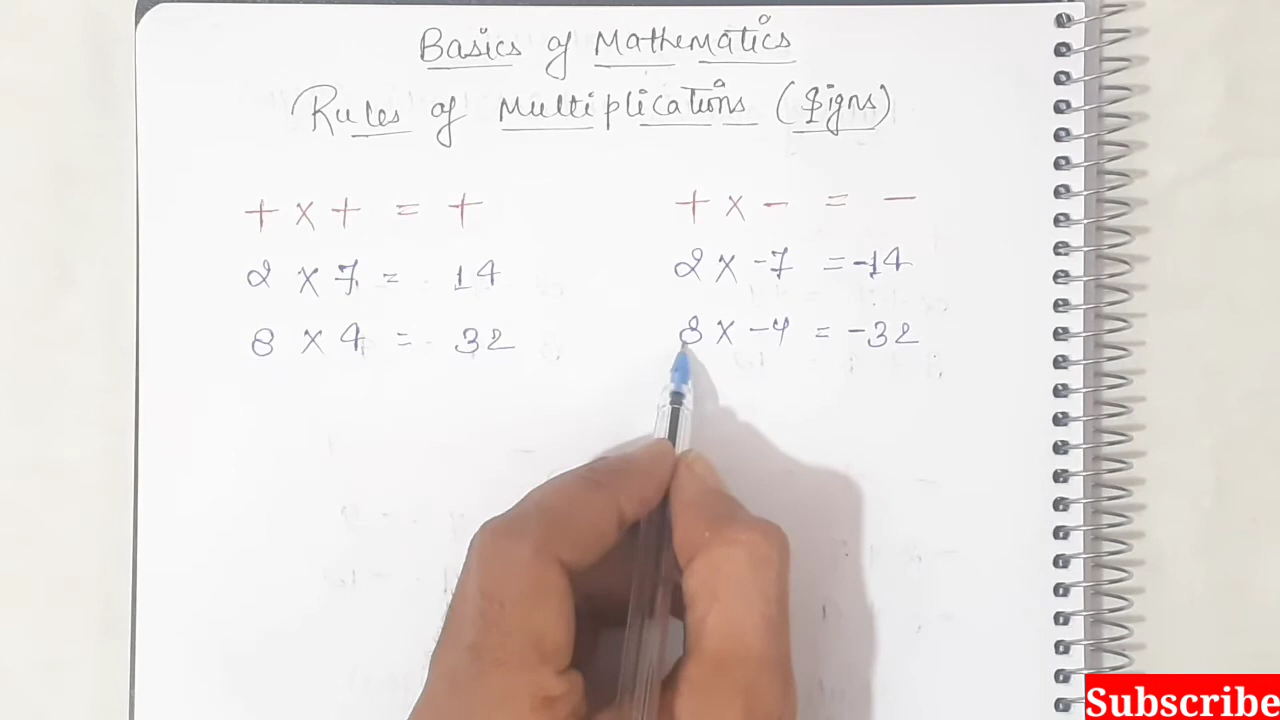 Basics of Mathematics
Rules of Multiplications (Signs)
+ x + = +
2 x 7 = 14
8 x 4 = 32
+ x - = -
2 x -7 = -14
8 x -4 = -32
Subscribe